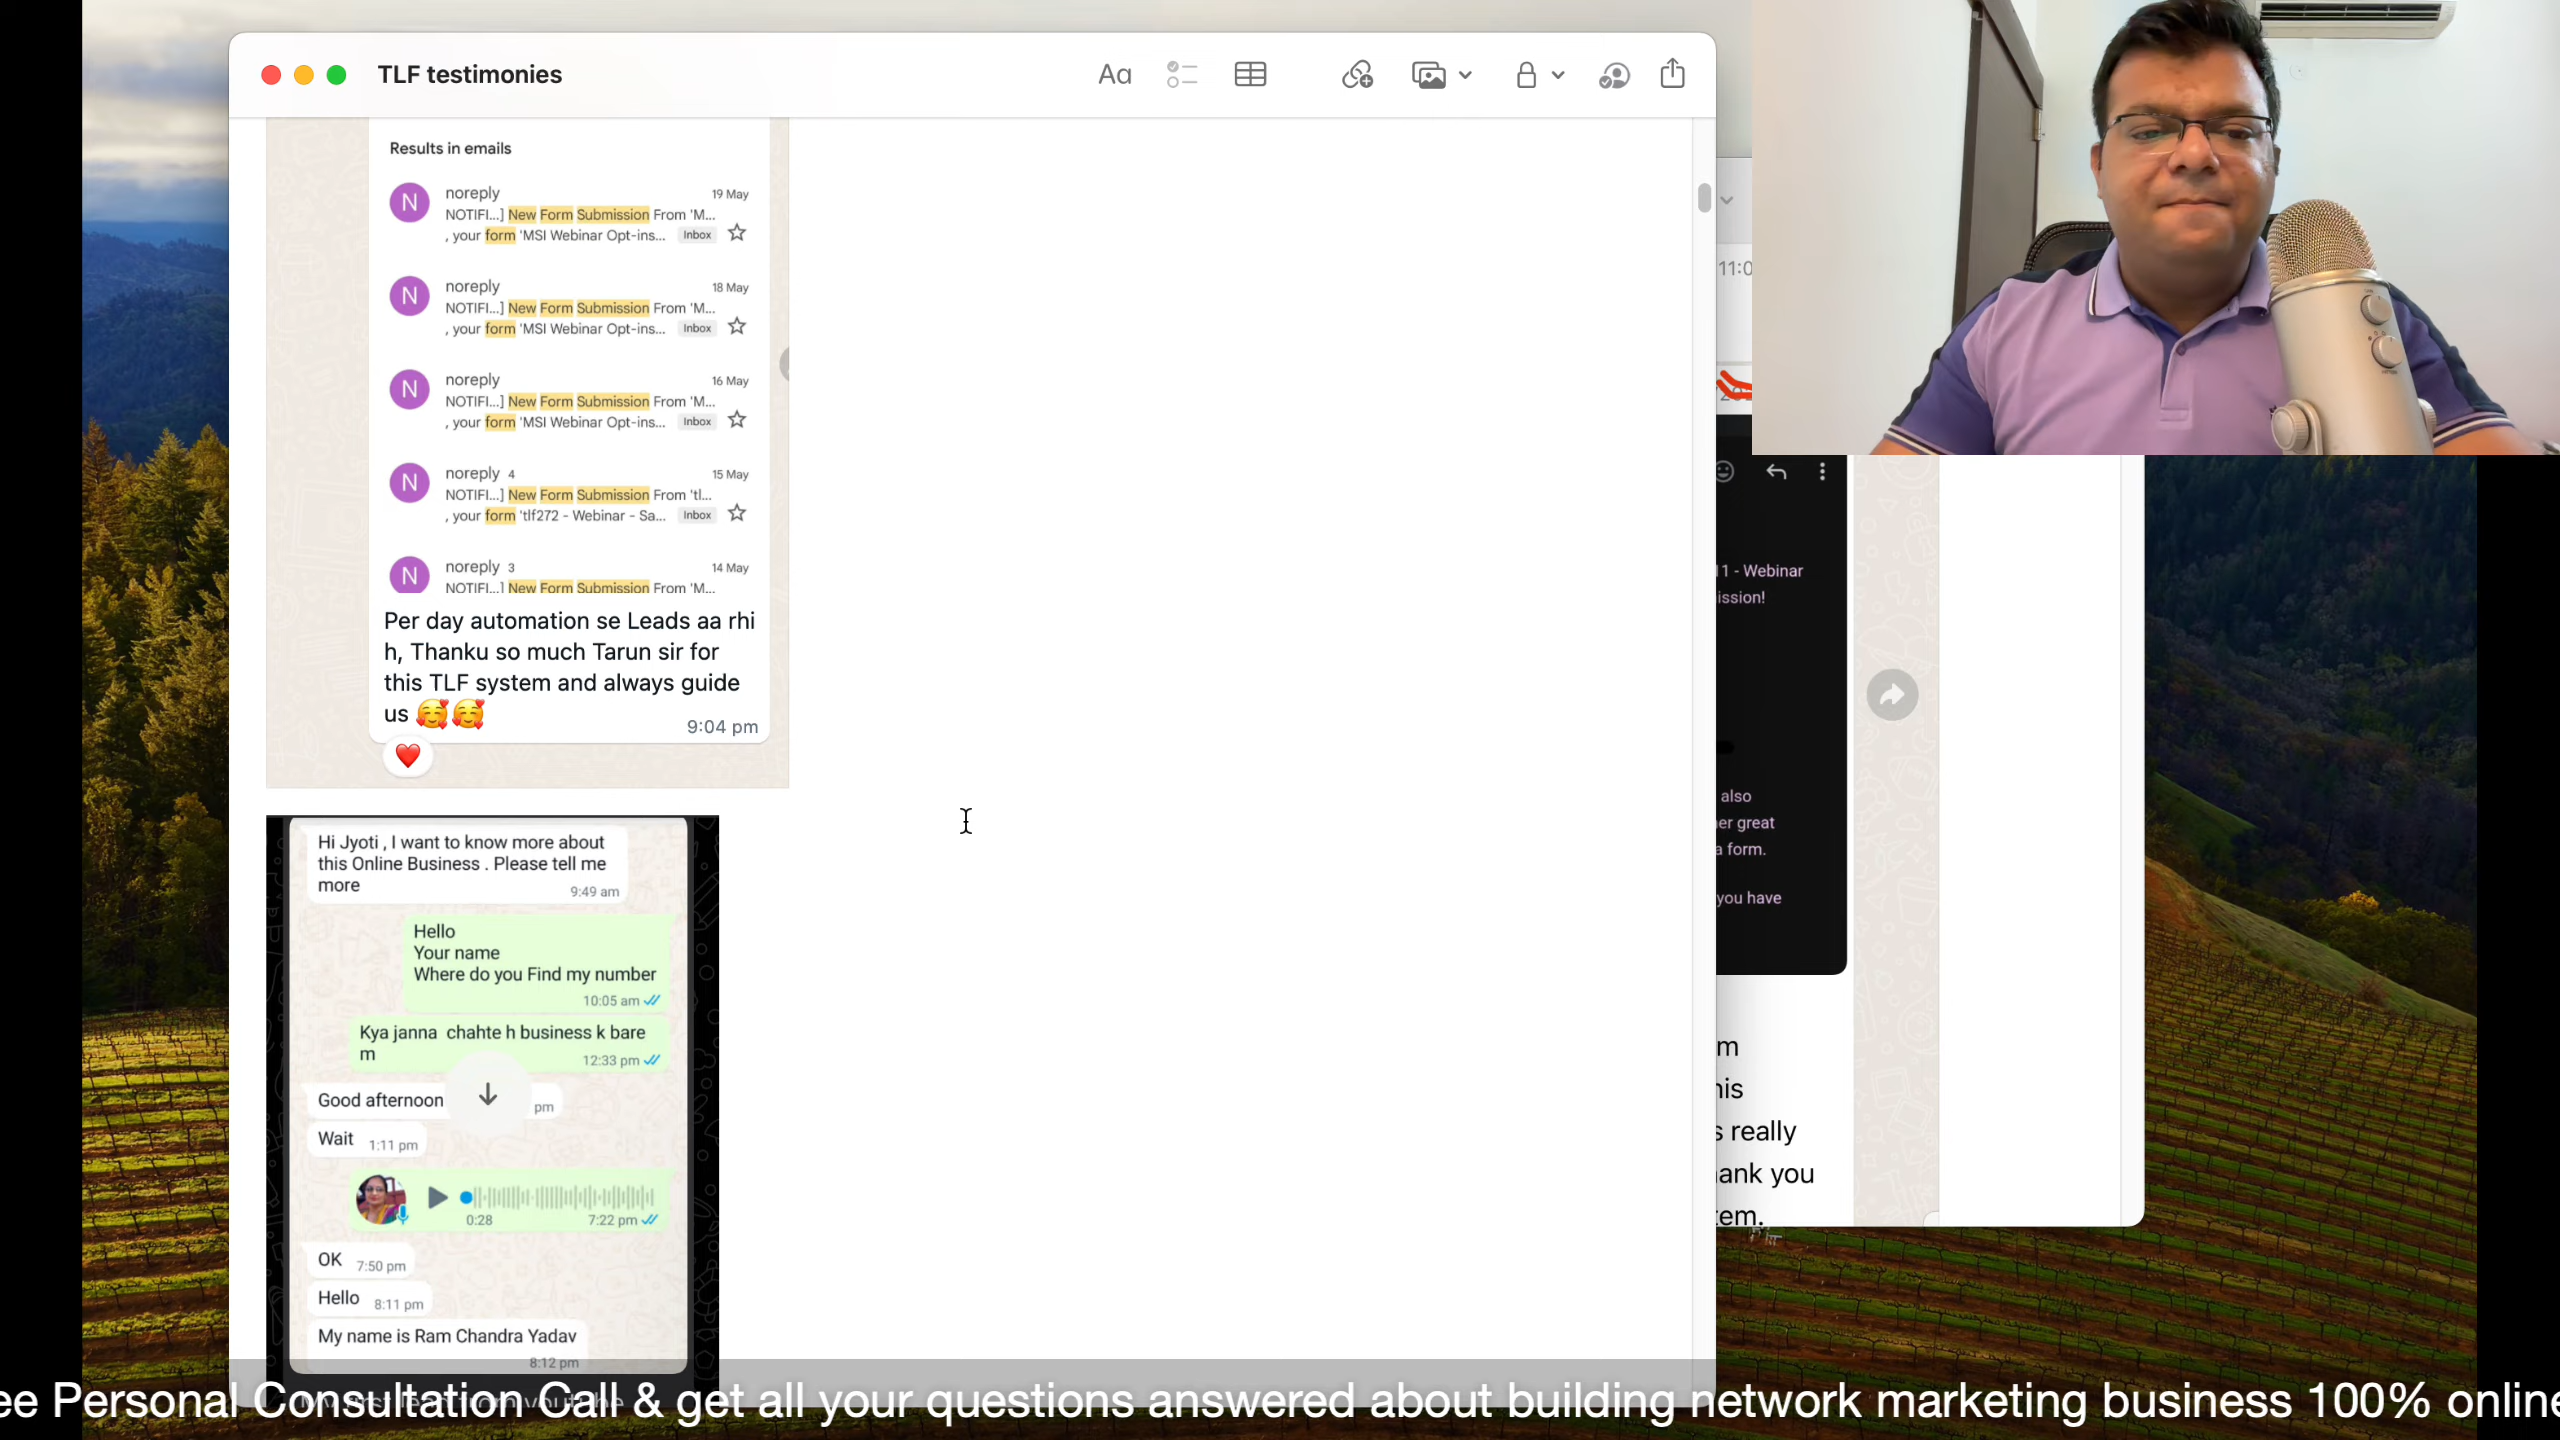 TLF testimonies
Aa
Results in emails
N
noreply
19 May
NOTIFI...] New Form Submission From 'M...
, your form 'MSI Webinar Opt-ins...
Inbox
N
noreply
18 May
NOTIFI...] New Form Submission From 'M...
, your form 'MSI Webinar Opt-ins...
Inbox
N
noreply
16 May
NOTIFI...] New Form Submission From 'M...
, your form 'MSI Webinar Opt-ins...
Inbox
N
noreply 4
15 May
NOTIFI...] New Form Submission From 'tl...
, your form 'tlf272 - Webinar - Sa...
Inbox
N
noreply 3
14 May
NOTIFI...] New Form Submission From 'M...
Per day automation se Leads aa rhi
h, Thanku so much Tarun sir for
this TLF system and always guide
us 🥰🥰
9:04 pm
Hi Jyoti , I want to know more about
this Online Business . Please tell me
more
9:49 am
Hello
Your name
Where do you Find my number
10:05 am
Kya janna chahte h business k bare
m
12:33 pm
Good afternoon
pm
Wait
1:11 pm
0:28
7:22 pm
OK
7:50 pm
Hello
8:11 pm
My name is Ram Chandra Yadav
8:12 pm
11:0
11 - Webinar
ission!
also
er great
a form.
you have
m
his
s really
ank you
tem.
ee Personal Consultation Call & get all your questions answered about building network marketing business 100% online